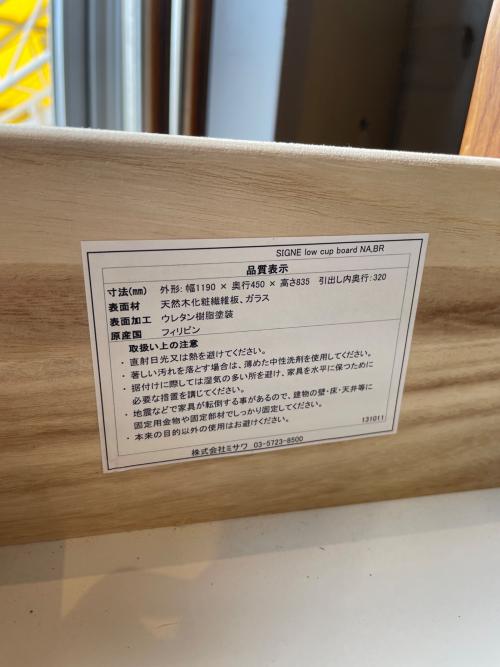 SIGNE low cup board NA,BR
品質表示
寸法(mm) 外形: 幅1190 × 奥行450 × 高さ835 引出し内奥行: 320
表面材 天然木化粧繊維板、ガラス
表面加工 ウレタン樹脂塗装
原産国 フィリピン
取扱い上の注意
・直射日光又は熱を避けてください。
・著しい汚れを落とす場合は、薄めた中性洗剤を使用してください。
・据付けに際しては湿気の多い所を避け、家具を水平に保つために
必要な措置を講じてください。
・地震などで家具が転倒する事があるので、建物の壁・床・天井等に
固定用金物や固定部材でしっかり固定してください。
・本来の目的以外の使用はお避けください。
131011
株式会社ミサワ 03-5723-8500